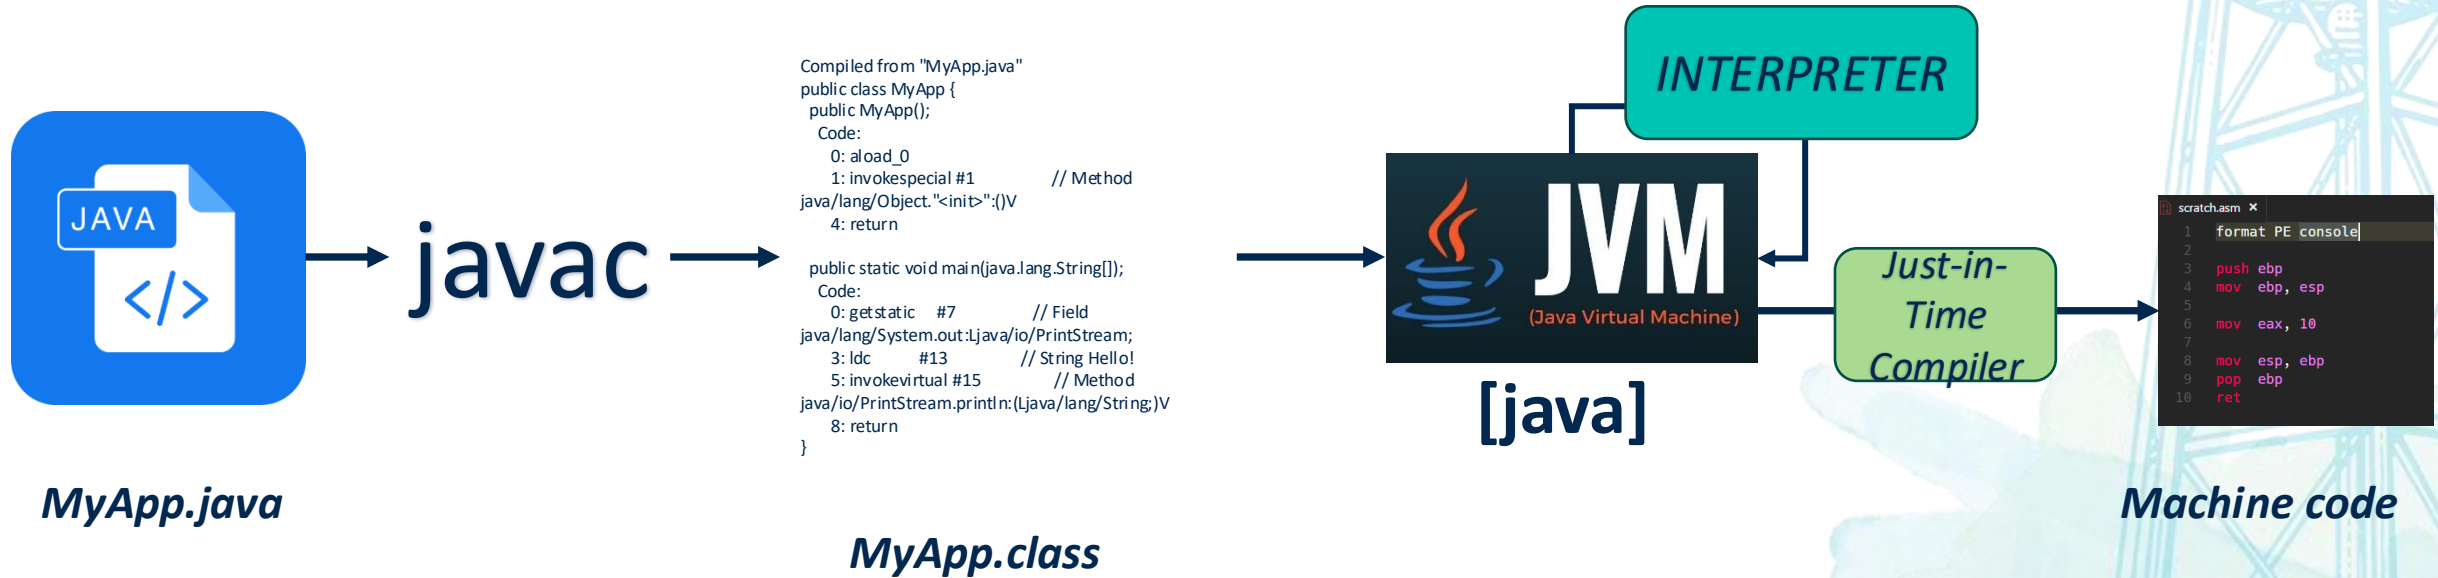 JAVA
</>
MyApp.java
javac
Compiled from "MyApp.java"
public class MyApp {
public MyApp();
Code:
0: aload_0
1: invokespecial #1 // Method
java/lang/Object."<init>":()V
4: return
public static void main(java.lang.String[]);
Code:
0: getstatic #7 // Field
java/lang/System.out:Ljava/io/PrintStream;
3: ldc #13 // String Hello!
5: invokevirtual #15 // Method
java/io/PrintStream.println:(Ljava/lang/String;)V
8: return
}
MyApp.class
INTERPRETER
JVM
(Java Virtual Machine)
[java]
Just-in-
Time
Compiler
scratch.asm ×
1 format PE console
2
3 push ebp
4 mov ebp, esp
5
6 mov eax, 10
7
8 mov esp, ebp
9 pop ebp
10 ret
Machine code